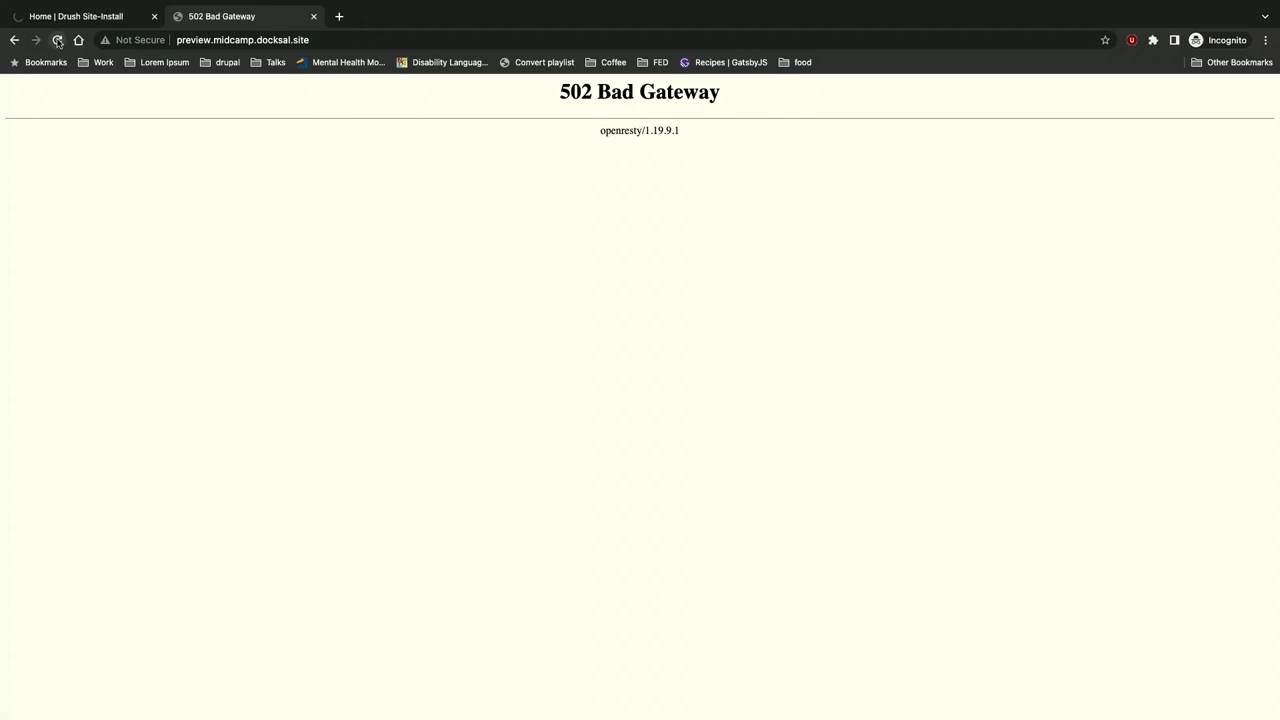 Home | Drush Site-Install
502 Bad Gateway
Not Secure
preview.midcamp.docksal.site
Incognito
Bookmarks
Work
Lorem Ipsum
drupal
Talks
Mental Health Mo...
Disability Languag...
Convert playlist
Coffee
FED
Recipes | GatsbyJS
food
Other Bookmarks
502 Bad Gateway
openresty/1.19.9.1